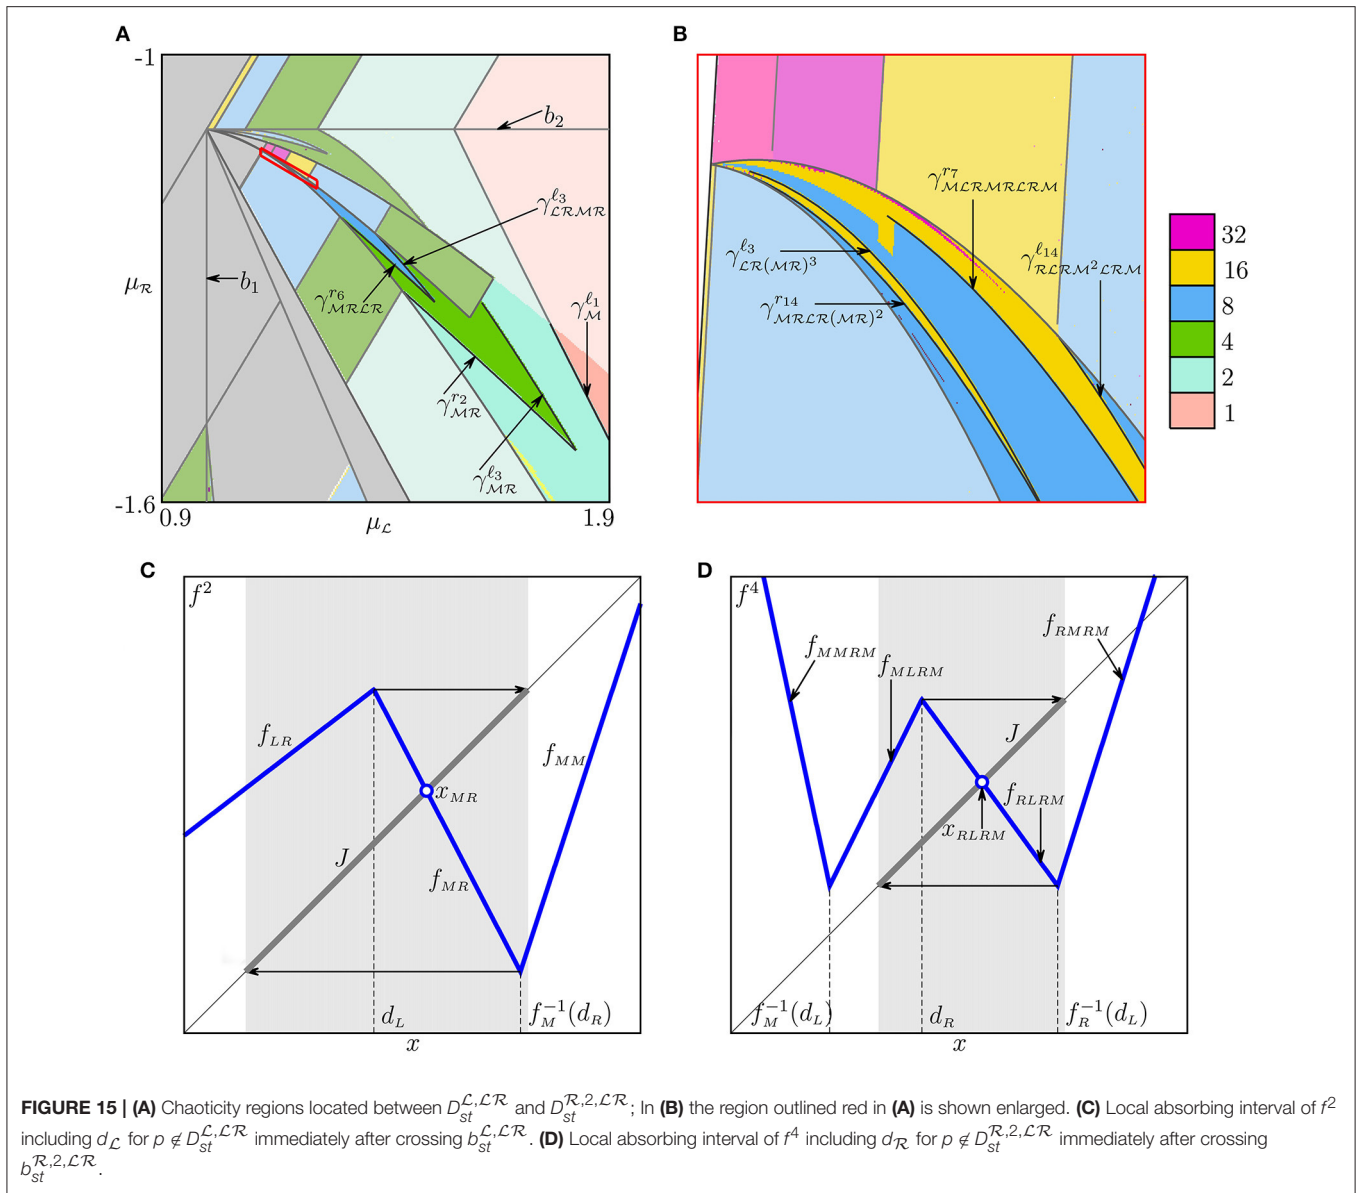 A
-1
b₂
γ^{ℓ₃}_{LRMR}
μ_R
b₁
γ^{r₆}_{MRLR}
γ^{ℓ₁}_M
γ^{r₂}_{MR}
γ^{ℓ₃}_{MR}
-1.6
0.9
μ_L
1.9
B
γ^{r₇}_{MLRMRLRM}
γ^{ℓ₃}_{LR(MR)³}
γ^{ℓ₁₄}_{RLRM²LRM}
γ^{r₁₄}_{MRLR(MR)²}
32
16
8
4
2
1
C
f²
f_{LR}
f_{MM}
x_{MR}
J
f_{MR}
d_L
f_M^{-1}(d_R)
x
D
f⁴
f_{RMRM}
f_{MMRM}
f_{MLRM}
J
f_{RLRM}
x_{RLRM}
f_M^{-1}(d_L)
d_R
f_R^{-1}(d_L)
x
FIGURE 15 | (A) Chaoticity regions located between D_{st}^{L,LR} and D_{st}^{R,2,LR}; In (B) the region outlined red in (A) is shown enlarged. (C) Local absorbing interval of f²
including d_L for p ∉ D_{st}^{L,LR} immediately after crossing b_{st}^{L,LR}. (D) Local absorbing interval of f⁴ including d_R for p ∉ D_{st}^{R,2,LR} immediately after crossing
b_{st}^{R,2,LR}.